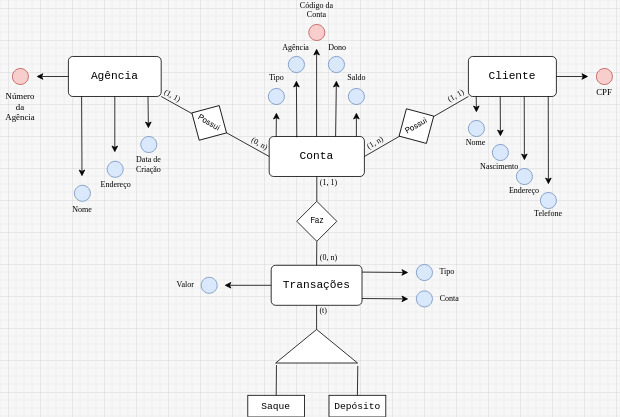 Código da
Conta
Agência
Dono
Agência
Cliente
Tipo
Saldo
Número
da
Agência
CPF
(1, 1)
(1, 1)
Possui
Possui
Nome
(0, n)
(1, n)
Data de
Criação
Conta
Nascimento
Endereço
(1, 1)
Endereço
Nome
Telefone
Faz
(0, n)
Valor
Transações
Tipo
Conta
(t)
Saque
Depósito